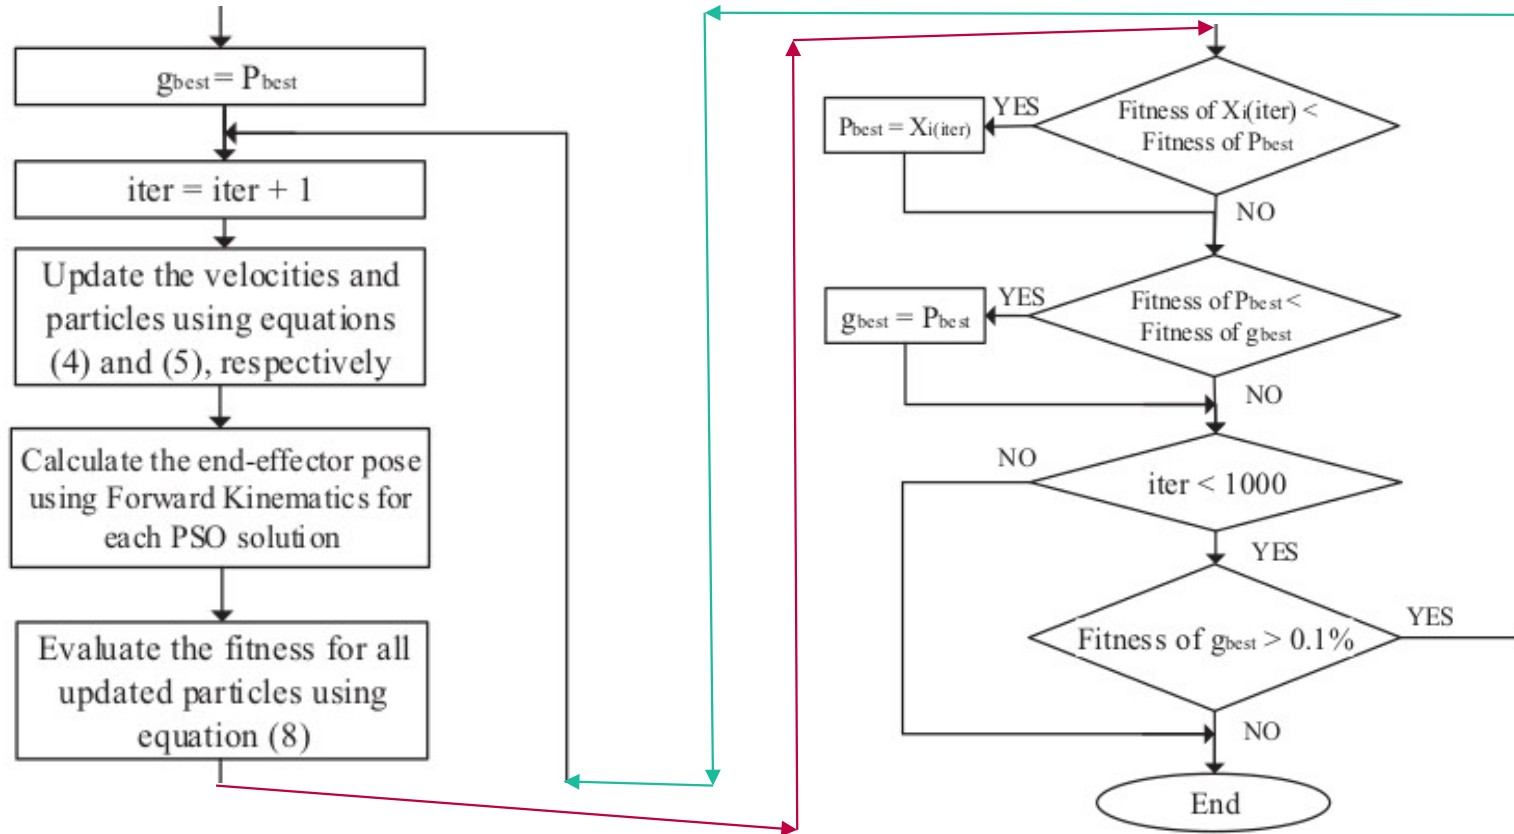 gbest = Pbest
iter = iter + 1
Update the velocities and
particles using equations
(4) and (5), respectively
Calculate the end-effector pose
using Forward Kinematics for
each PSO solution
Evaluate the fitness for all
updated particles using
equation (8)
Fitness of Xi(iter) <
Fitness of Pbest
YES
Pbest = Xi(iter)
NO
Fitness of Pbest <
Fitness of gbest
YES
gbest = Pbest
NO
iter < 1000
NO
YES
Fitness of gbest > 0.1%
YES
NO
End